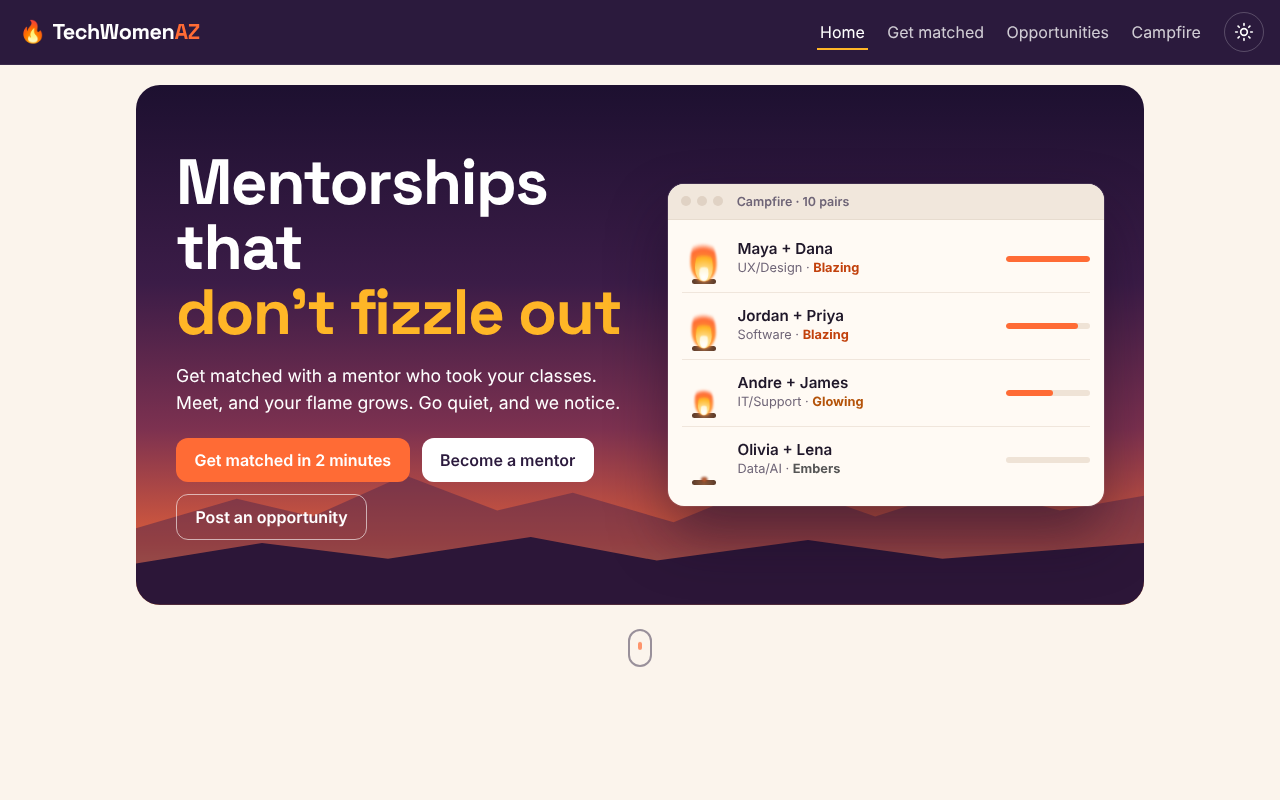 TechWomenAZ
Home
Get matched
Opportunities
Campfire
Mentorships
that
don't fizzle out
Get matched with a mentor who took your classes.
Meet, and your flame grows. Go quiet, and we notice.
Get matched in 2 minutes
Become a mentor
Post an opportunity
Campfire · 10 pairs
Maya + Dana
UX/Design · Blazing
Jordan + Priya
Software · Blazing
Andre + James
IT/Support · Glowing
Olivia + Lena
Data/AI · Embers